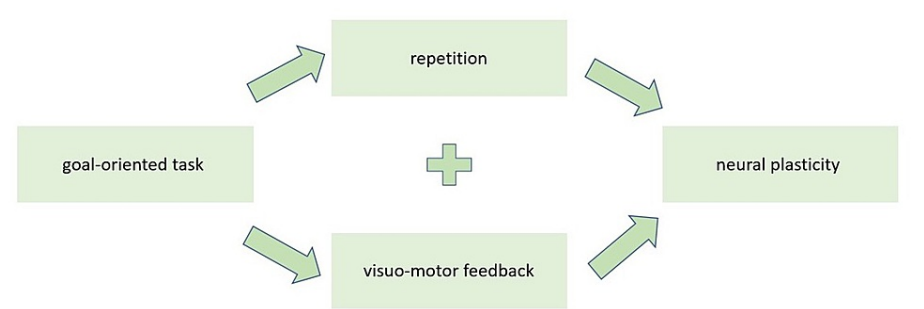 repetition
goal-oriented task
neural plasticity
visuo-motor feedback